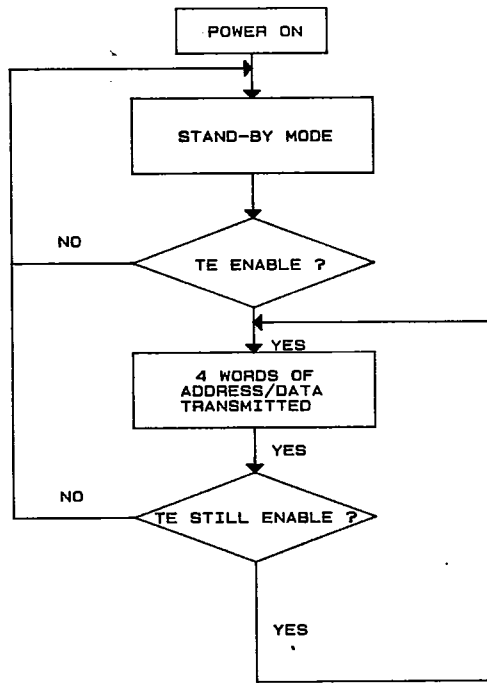 POWER ON
STAND-BY MODE
NO
TE ENABLE ?
YES
4 WORDS OF
ADDRESS/DATA
TRANSMITTED
YES
NO
TE STILL ENABLE ?
YES